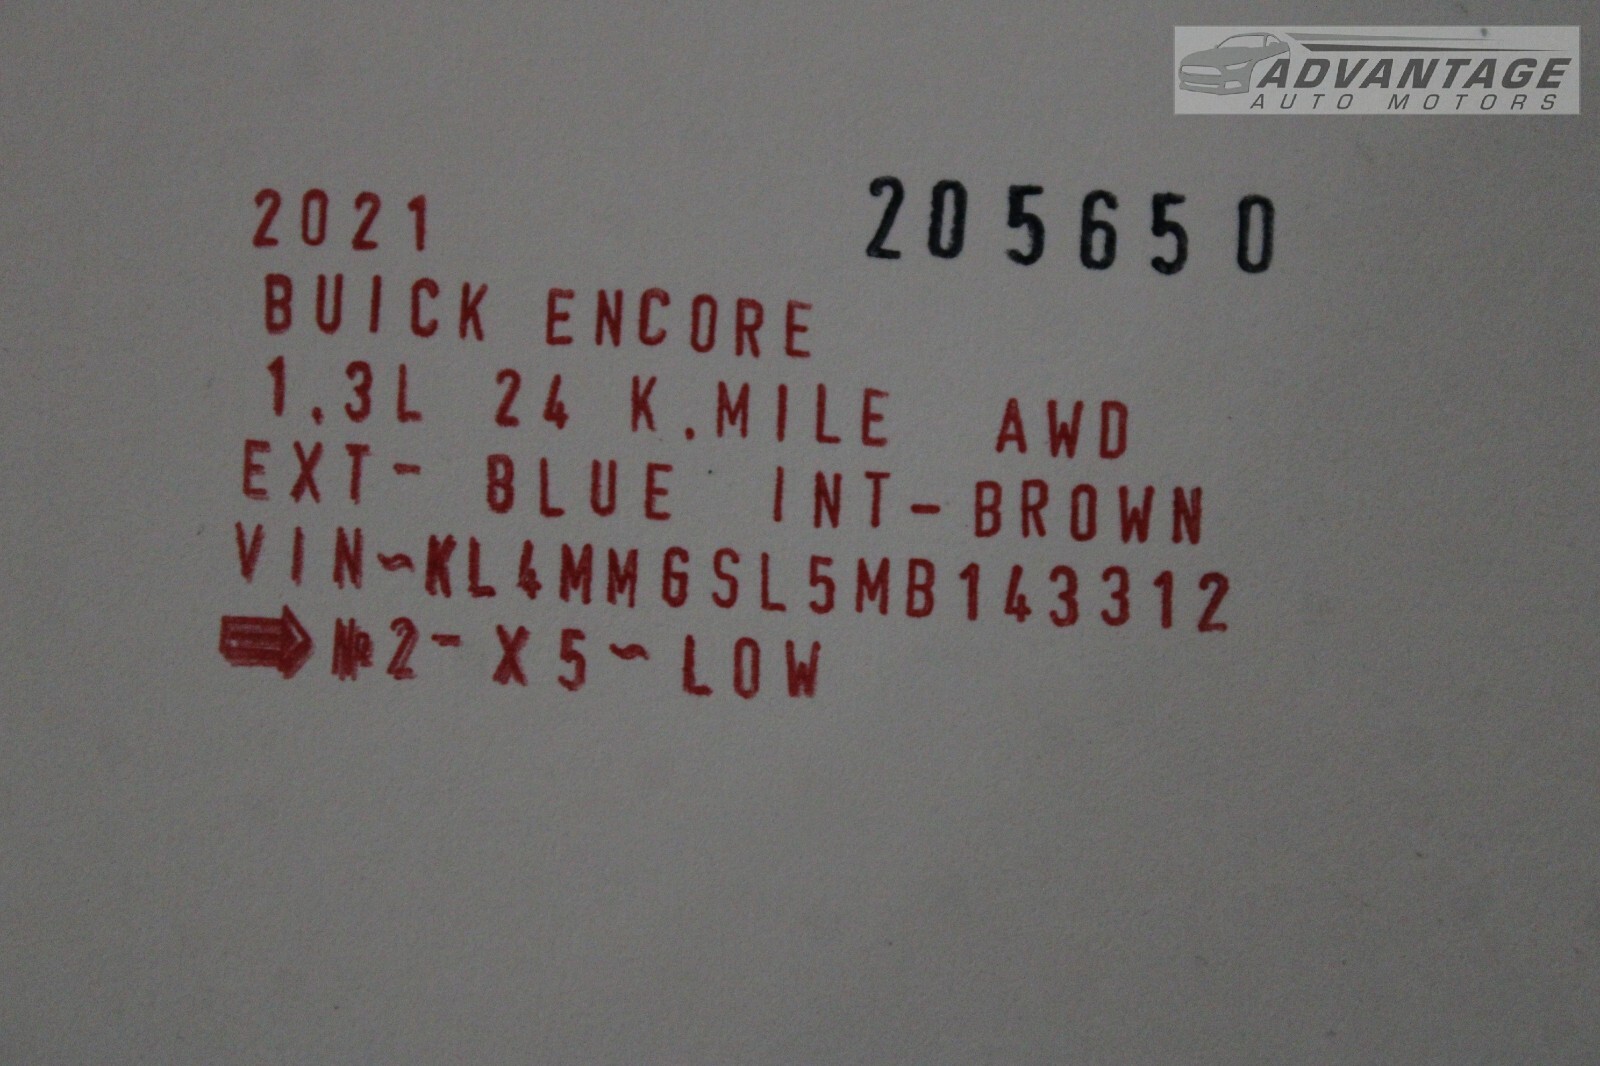 ADVANTAGE
AUTO MOTORS
2021
205650
BUICK ENCORE
1.3L 24 K.MILE AWD
EXT- BLUE INT-BROWN
VIN~KL4MMGSL5MB143312
№2-X5~LOW